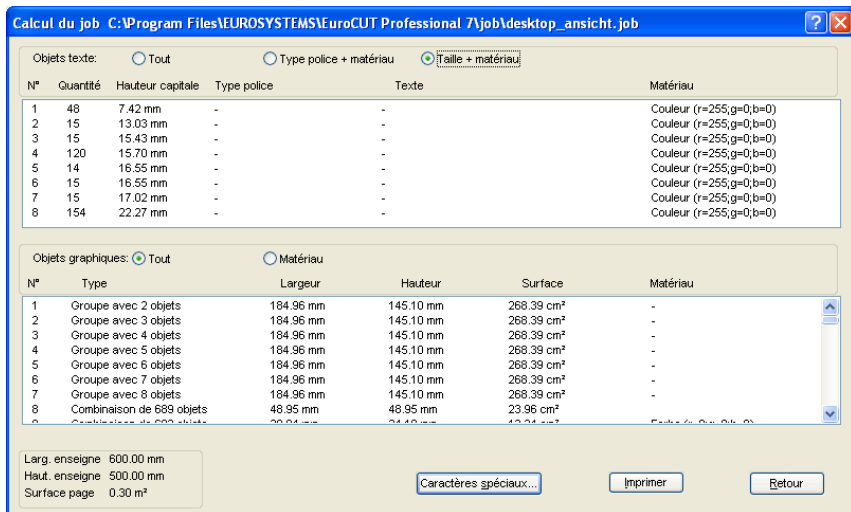 Calcul du job C:\Program Files\EUROSYSTEMS\EuroCUT Professional 7\job\desktop_ansicht.job
Objets texte: Tout Type police + matériau Taille + matériau
N° Quantité Hauteur capitale Type police Texte Matériau
1 48 7.42 mm - - Couleur (r=255;g=0;b=0)
2 15 13.03 mm - - Couleur (r=255;g=0;b=0)
3 15 15.43 mm - - Couleur (r=255;g=0;b=0)
4 120 15.70 mm - - Couleur (r=255;g=0;b=0)
5 14 16.55 mm - - Couleur (r=255;g=0;b=0)
6 15 16.55 mm - - Couleur (r=255;g=0;b=0)
7 15 17.02 mm - - Couleur (r=255;g=0;b=0)
8 154 22.27 mm - - Couleur (r=255;g=0;b=0)
Objets graphiques: Tout Matériau
N° Type Largeur Hauteur Surface Matériau
1 Groupe avec 2 objets 184.96 mm 145.10 mm 268.39 cm² -
2 Groupe avec 3 objets 184.96 mm 145.10 mm 268.39 cm² -
3 Groupe avec 4 objets 184.96 mm 145.10 mm 268.39 cm² -
4 Groupe avec 5 objets 184.96 mm 145.10 mm 268.39 cm² -
5 Groupe avec 6 objets 184.96 mm 145.10 mm 268.39 cm² -
6 Groupe avec 7 objets 184.96 mm 145.10 mm 268.39 cm² -
7 Groupe avec 8 objets 184.96 mm 145.10 mm 268.39 cm² -
8 Combinaison de 689 objets 48.95 mm 48.95 mm 23.96 cm²
Larg. enseigne 600.00 mm
Haut. enseigne 500.00 mm
Surface page 0.30 m²
Caractères spéciaux... Imprimer Retour